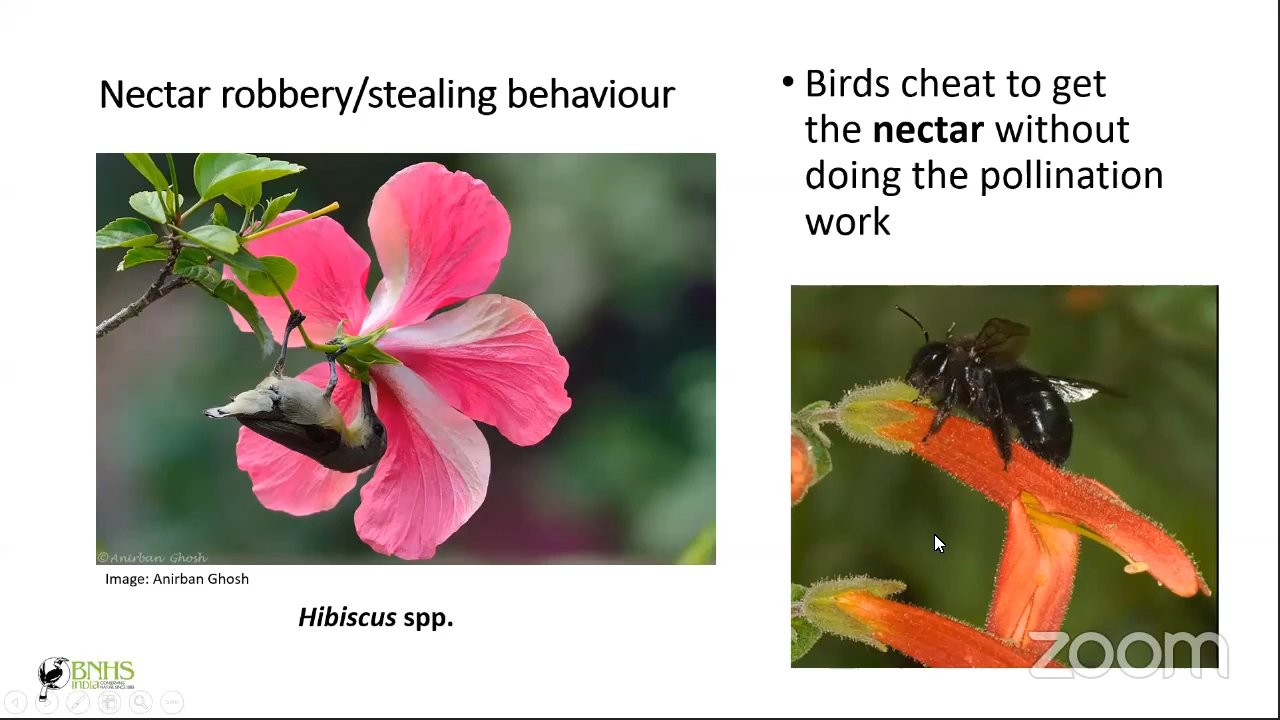 Nectar robbery/stealing behaviour
©Anirban Ghosh
Image: Anirban Ghosh
Hibiscus spp.
• Birds cheat to get
the nectar without
doing the pollination
work
zoom
BNHS
INDIA